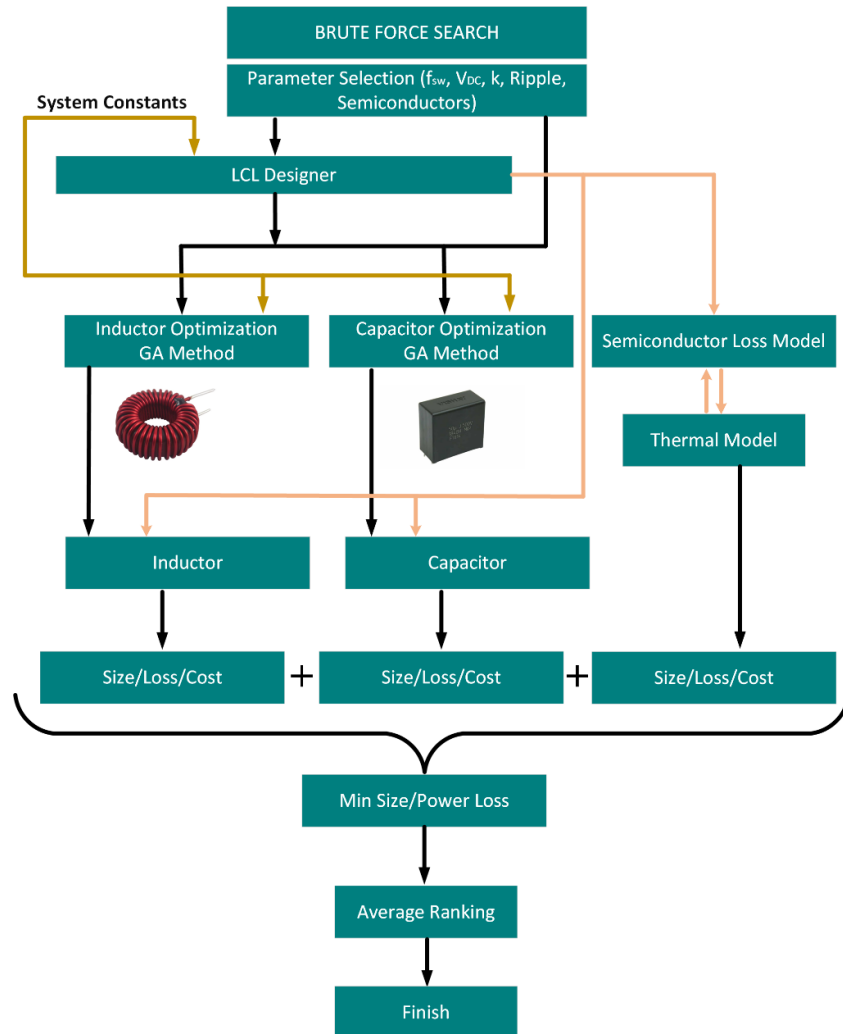 BRUTE FORCE SEARCH
Parameter Selection (fsw, VDC, k, Ripple,
Semiconductors)
System Constants
LCL Designer
Inductor Optimization
GA Method
Capacitor Optimization
GA Method
Semiconductor Loss Model
Thermal Model
Inductor
Capacitor
Size/Loss/Cost
+
Size/Loss/Cost
+
Size/Loss/Cost
Min Size/Power Loss
Average Ranking
Finish